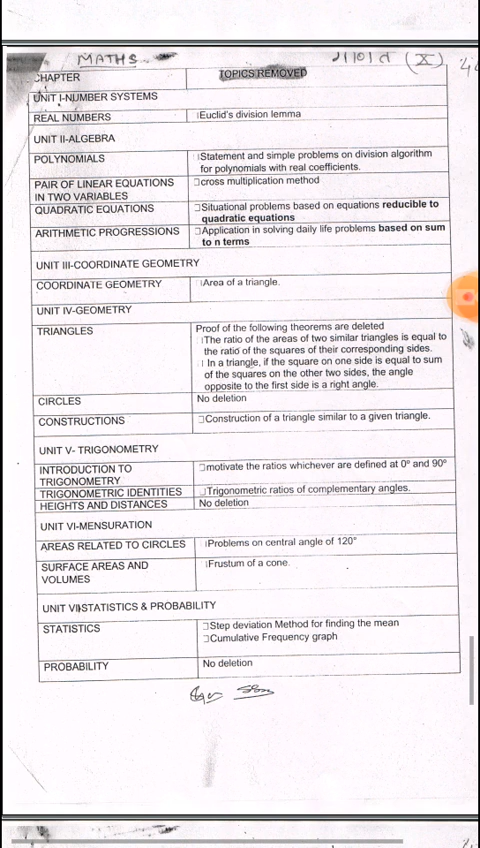 MATHS गणित (X)
CHAPTER TOPICS REMOVED
UNIT I-NUMBER SYSTEMS
REAL NUMBERS Euclid's division lemma
UNIT II-ALGEBRA
POLYNOMIALS Statement and simple problems on division algorithm
for polynomials with real coefficients.
PAIR OF LINEAR EQUATIONS cross multiplication method
IN TWO VARIABLES
QUADRATIC EQUATIONS Situational problems based on equations reducible to
quadratic equations
ARITHMETIC PROGRESSIONS Application in solving daily life problems based on sum
to n terms
UNIT III-COORDINATE GEOMETRY
COORDINATE GEOMETRY Area of a triangle.
UNIT IV-GEOMETRY
TRIANGLES Proof of the following theorems are deleted
The ratio of the areas of two similar triangles is equal to
the ratio of the squares of their corresponding sides.
In a triangle, if the square on one side is equal to sum
of the squares on the other two sides, the angle
opposite to the first side is a right angle.
CIRCLES No deletion
CONSTRUCTIONS Construction of a triangle similar to a given triangle.
UNIT V- TRIGONOMETRY
INTRODUCTION TO motivate the ratios whichever are defined at 0° and 90°
TRIGONOMETRY
TRIGONOMETRIC IDENTITIES Trigonometric ratios of complementary angles.
HEIGHTS AND DISTANCES No deletion
UNIT VI-MENSURATION
AREAS RELATED TO CIRCLES Problems on central angle of 120°
SURFACE AREAS AND Frustum of a cone.
VOLUMES
UNIT VII-STATISTICS & PROBABILITY
STATISTICS Step deviation Method for finding the mean
Cumulative Frequency graph
PROBABILITY No deletion